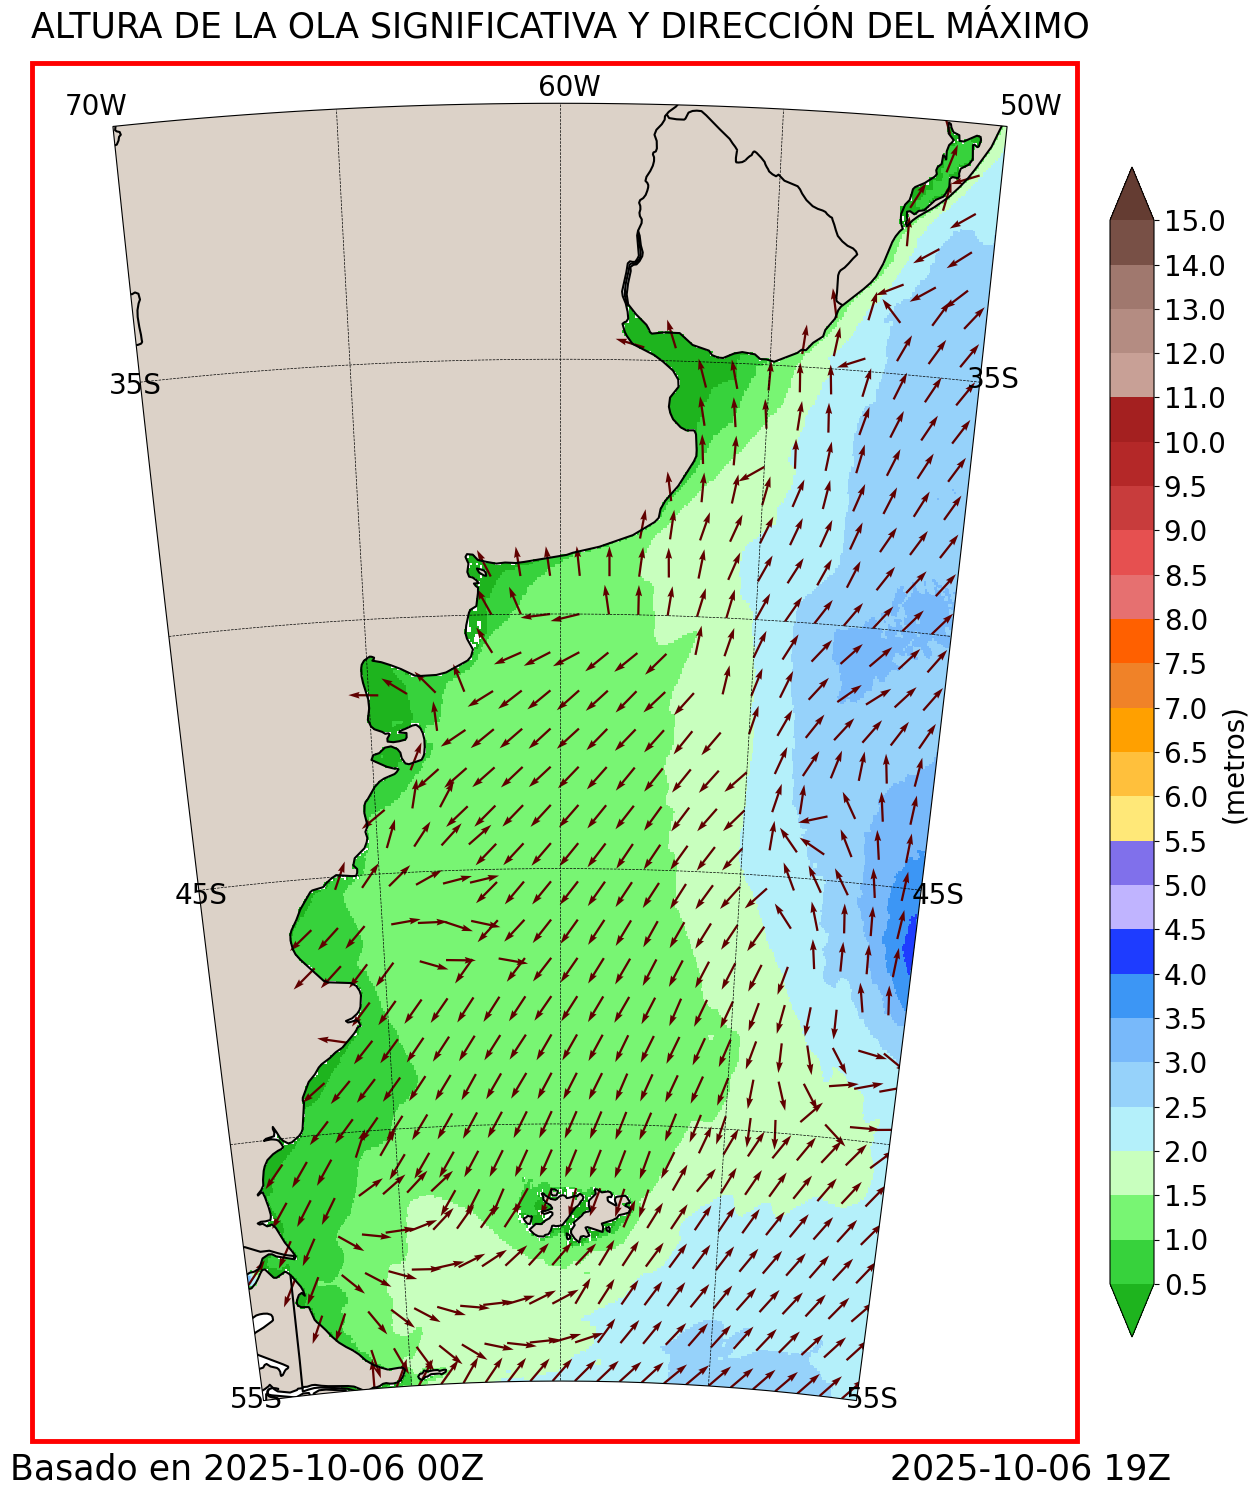 ALTURA DE LA OLA SIGNIFICATIVA Y DIRECCIÓN DEL MÁXIMO
70W
60W
50W
35S
35S
45S
45S
55S
55S
15.0
14.0
13.0
12.0
11.0
10.0
9.5
9.0
8.5
8.0
7.5
7.0
6.5
6.0
5.5
5.0
4.5
4.0
3.5
3.0
2.5
2.0
1.5
1.0
0.5
(metros)
Basado en 2025-10-06 00Z
2025-10-06 19Z